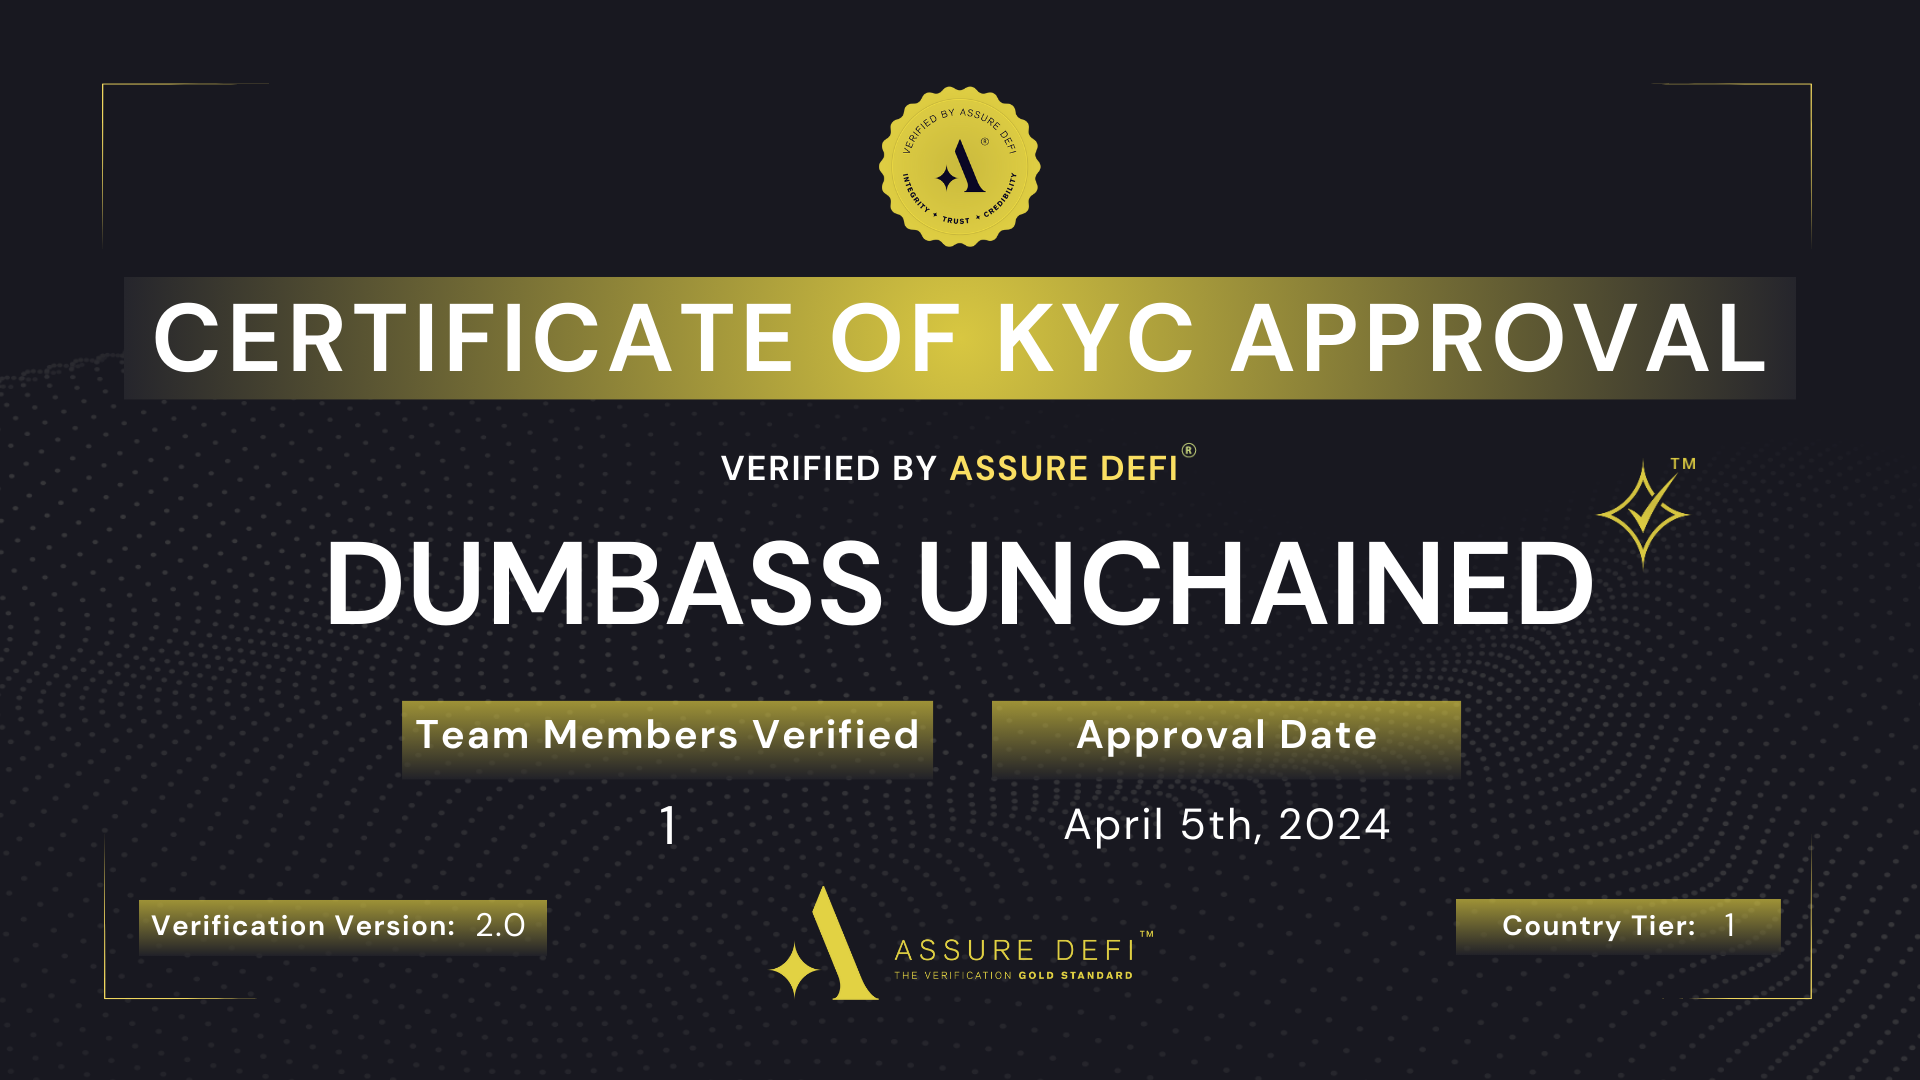 VERIFIED BY ASSURE DEFI
A®
INTEGRITY ✦ TRUST ✦ CREDIBILITY
CERTIFICATE OF KYC APPROVAL
VERIFIED BY ASSURE DEFI®
TM
DUMBASS UNCHAINED
Team Members Verified
1
Approval Date
April 5th, 2024
Verification Version: 2.0
ASSURE DEFI™
THE VERIFICATION GOLD STANDARD
Country Tier: 1